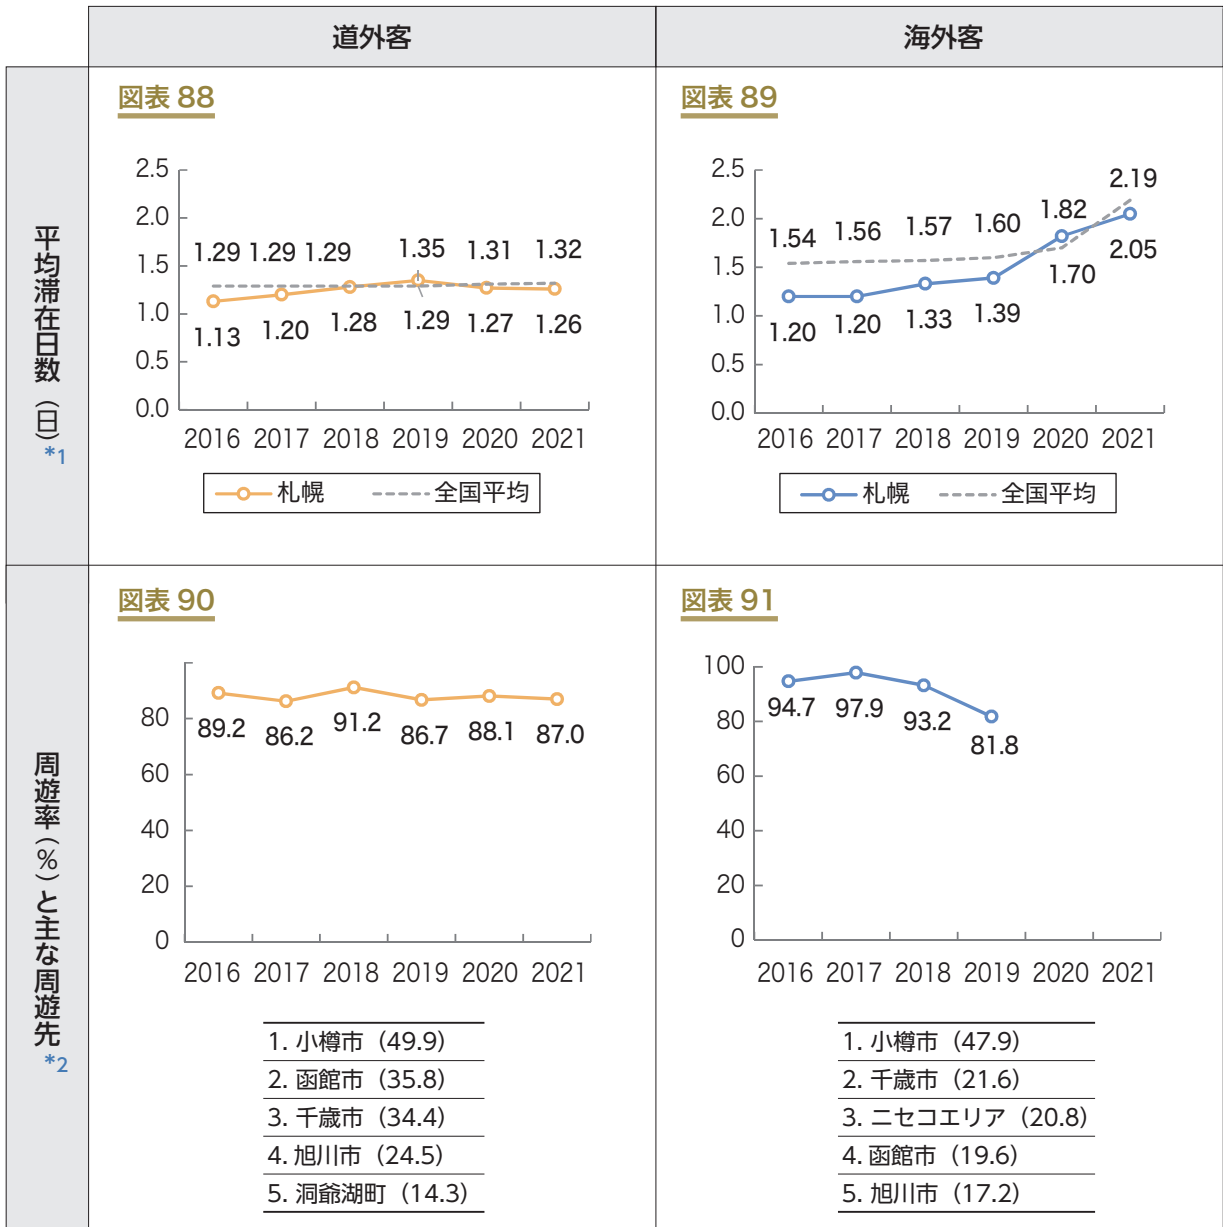 道外客
海外客
平均滞在日数（日）*1
図表 88
2.5
2.0
1.5
1.0
0.5
0.0
1.29 1.29 1.29 1.35 1.31 1.32
1.13 1.20 1.28 1.29 1.27 1.26
2016 2017 2018 2019 2020 2021
札幌 全国平均
図表 89
2.5
2.0
1.5
1.0
0.5
0.0
1.54 1.56 1.57 1.60 1.82 2.19
1.20 1.20 1.33 1.39 1.70 2.05
2016 2017 2018 2019 2020 2021
札幌 全国平均
周遊率（%）と主な周遊先*2
図表 90
80
60
40
20
0
89.2 86.2 91.2 86.7 88.1 87.0
2016 2017 2018 2019 2020 2021
1. 小樽市（49.9）
2. 函館市（35.8）
3. 千歳市（34.4）
4. 旭川市（24.5）
5. 洞爺湖町（14.3）
図表 91
100
80
60
40
20
0
94.7 97.9 93.2 81.8
2016 2017 2018 2019 2020 2021
1. 小樽市（47.9）
2. 千歳市（21.6）
3. ニセコエリア（20.8）
4. 函館市（19.6）
5. 旭川市（17.2）